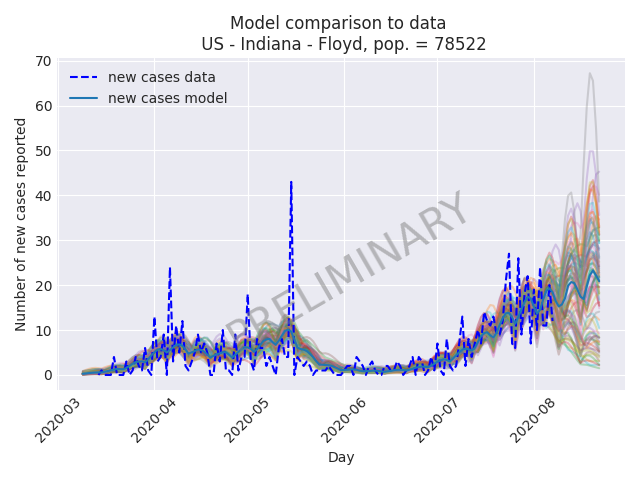 Model comparison to data
US - Indiana - Floyd, pop. = 78522
new cases data
new cases model
PRELIMINARY
Number of new cases reported
70
60
50
40
30
20
10
0
2020-03
2020-04
2020-05
2020-06
2020-07
2020-08
Day